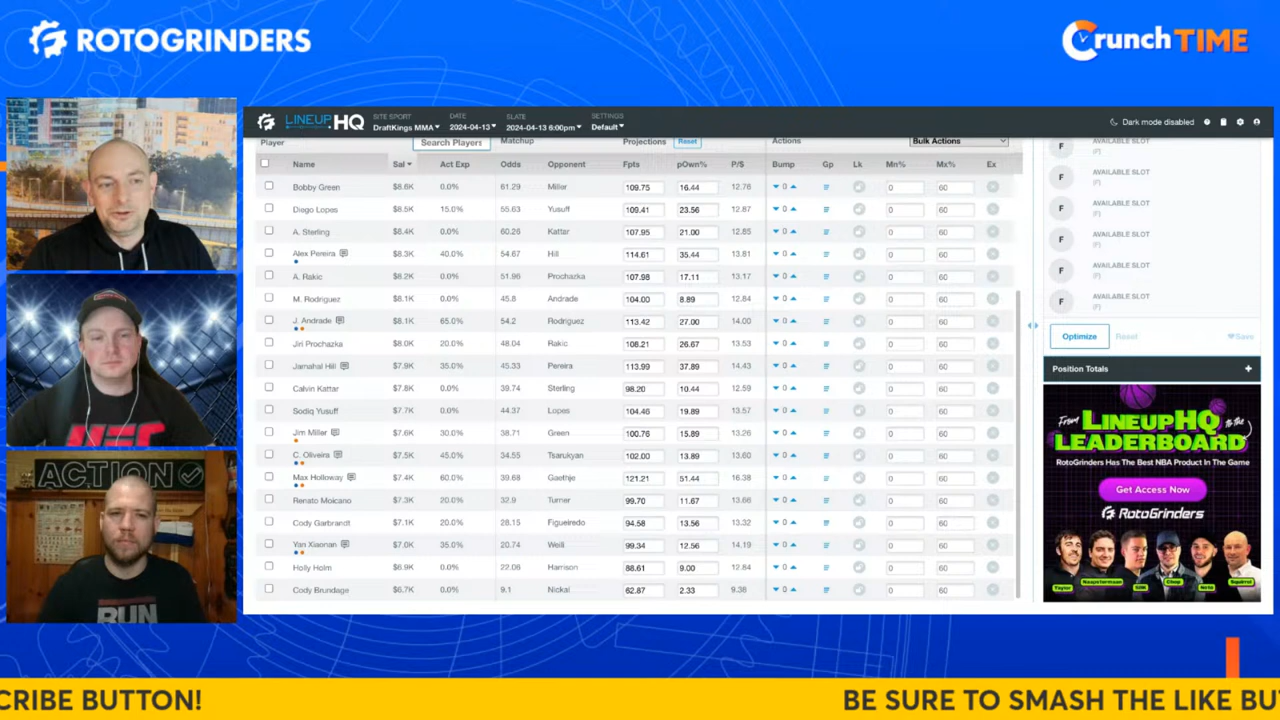 ROTOGRINDERS
CrunchTIME
LINEUPHQ
SITE SPORT
DraftKings MMA
DATE
2024-04-13
SLATE
2024-04-13 6:00pm
SETTINGS
Default
Dark mode disabled
Player
Search Players
Matchup
Projections
Reset
Actions
Bulk Actions
Name Sal Act Exp Odds Opponent Fpts pOwn% P/$ Bump Gp Lk Mn% Mx% Ex
Bobby Green $8.6K 0.0% 61.29 Miller 109.75 16.44 12.76 0 0 60
Diego Lopes $8.5K 15.0% 55.63 Yusuff 109.41 23.56 12.87 0 0 60
A. Sterling $8.4K 0.0% 60.26 Kattar 107.95 21.00 12.85 0 0 60
Alex Pereira $8.3K 40.0% 54.67 Hill 114.61 35.44 13.81 0 0 60
A. Rakic $8.2K 0.0% 51.96 Prochazka 107.98 17.11 13.17 0 0 60
M. Rodriguez $8.1K 0.0% 45.8 Andrade 104.00 8.89 12.84 0 0 60
J. Andrade $8.1K 65.0% 54.2 Rodriguez 113.42 27.00 14.00 0 0 60
Jiri Prochazka $8.0K 20.0% 48.04 Rakic 108.21 26.67 13.53 0 0 60
Jamahal Hill $7.9K 35.0% 45.33 Pereira 113.99 37.89 14.43 0 0 60
Calvin Kattar $7.8K 0.0% 39.74 Sterling 98.20 10.44 12.59 0 0 60
Sodiq Yusuff $7.7K 0.0% 44.37 Lopes 104.46 19.89 13.57 0 0 60
Jim Miller $7.6K 30.0% 38.71 Green 100.76 15.89 13.26 0 0 60
C. Oliveira $7.5K 45.0% 34.55 Tsarukyan 102.00 13.89 13.60 0 0 60
Max Holloway $7.4K 60.0% 39.68 Gaethje 121.21 51.44 16.38 0 0 60
Renato Moicano $7.3K 20.0% 32.9 Turner 99.70 11.67 13.66 0 0 60
Cody Garbrandt $7.1K 20.0% 28.15 Figueiredo 94.58 13.56 13.32 0 0 60
Yan Xiaonan $7.0K 35.0% 20.74 Weili 99.34 12.56 14.19 0 0 60
Holly Holm $6.9K 0.0% 22.08 Harrison 88.61 9.00 12.84 0 0 60
Cody Brundage $6.7K 0.0% 9.1 Nickal 62.87 2.33 9.38 0 0 60
AVAILABLE SLOT
(F)
F
AVAILABLE SLOT
(F)
F
AVAILABLE SLOT
(F)
F
AVAILABLE SLOT
(F)
F
AVAILABLE SLOT
(F)
F
AVAILABLE SLOT
(F)
F
Optimize
Reset
Save
Position Totals
From LINEUPHQ to the
LEADERBOARD
RotoGrinders Has The Best NBA Product In The Game
Get Access Now
ROTOGRINDERS
UFC
ACTION
RUN
CRIBE BUTTON!
BE SURE TO SMASH THE LIKE BU